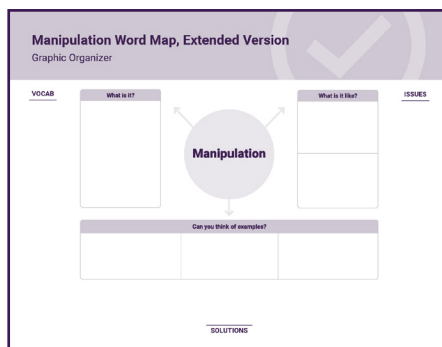 Manipulation Word Map, Extended Version
Graphic Organizer
VOCAB
What is it?
What is it like?
ISSUES
Manipulation
Can you think of examples?
SOLUTIONS